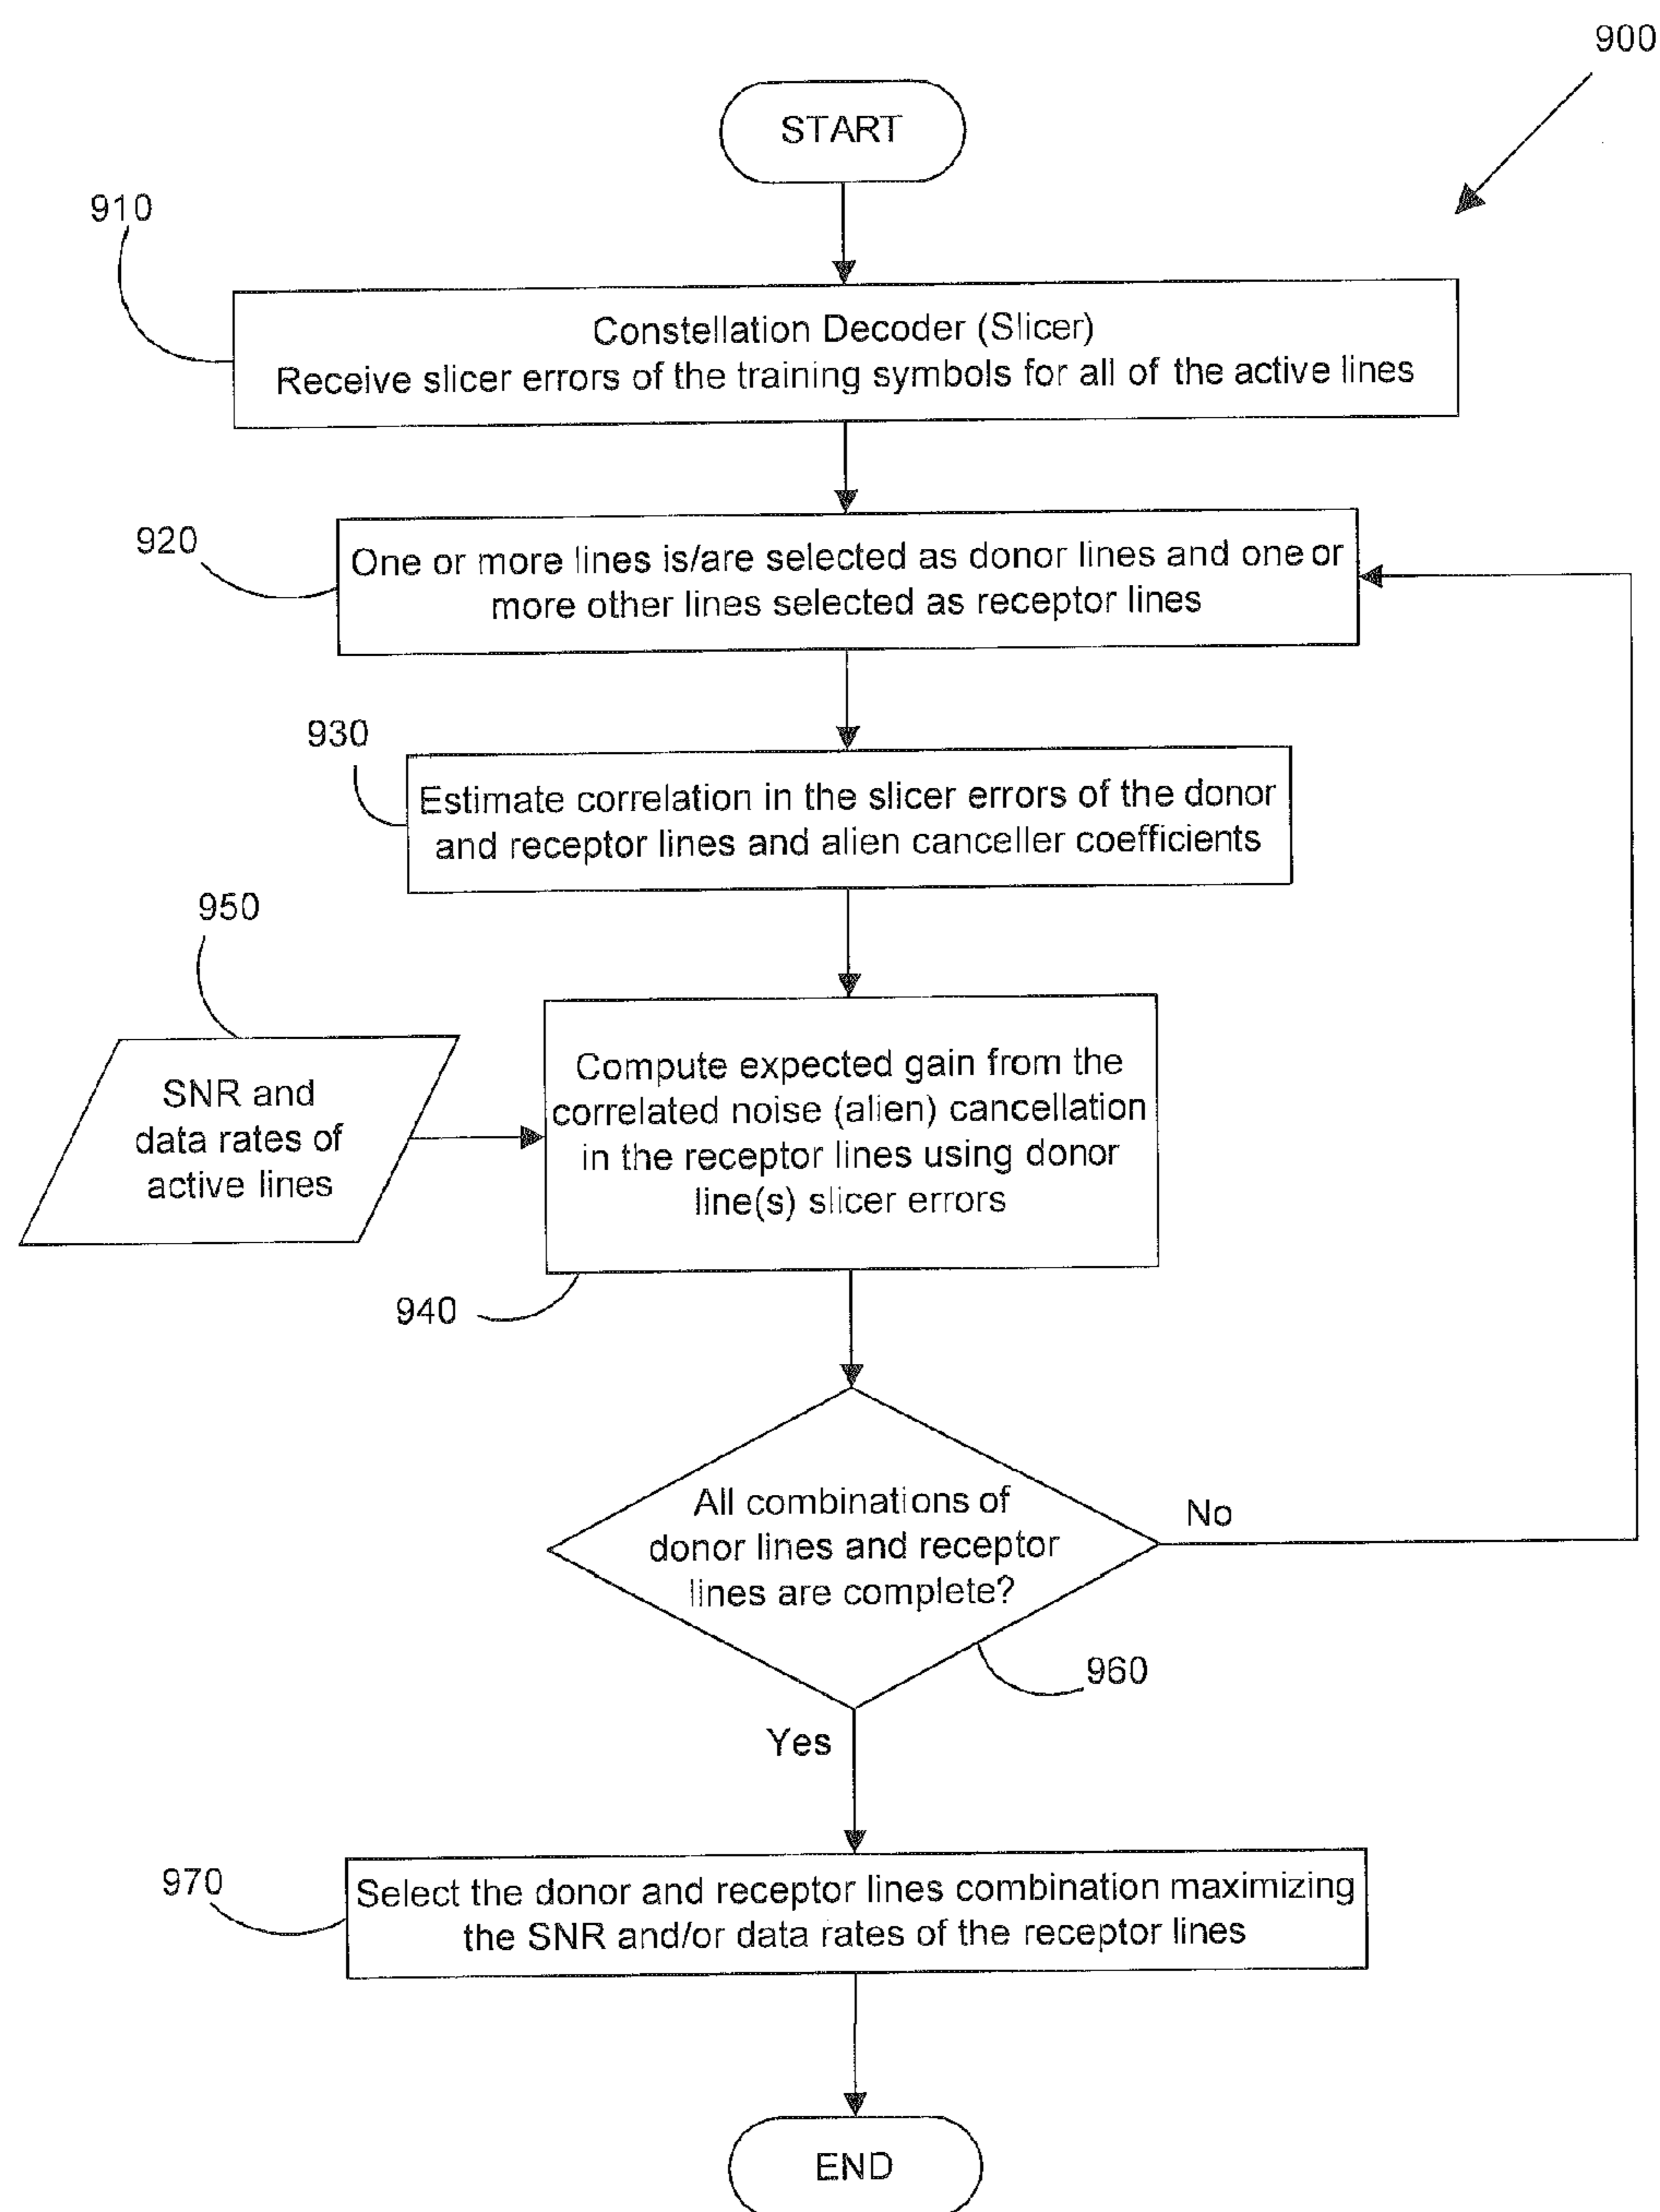 900
START
910
Constellation Decoder (Slicer)
Receive slicer errors of the training symbols for all of the active lines
920
One or more lines is/are selected as donor lines and one or
more other lines selected as receptor lines
930
Estimate correlation in the slicer errors of the donor
and receptor lines and alien canceller coefficients
950
SNR and
data rates of
active lines
Compute expected gain from the
correlated noise (alien) cancellation
in the receptor lines using donor
line(s) slicer errors
940
All combinations of
donor lines and receptor
lines are complete?
No
960
Yes
970
Select the donor and receptor lines combination maximizing
the SNR and/or data rates of the receptor lines
END